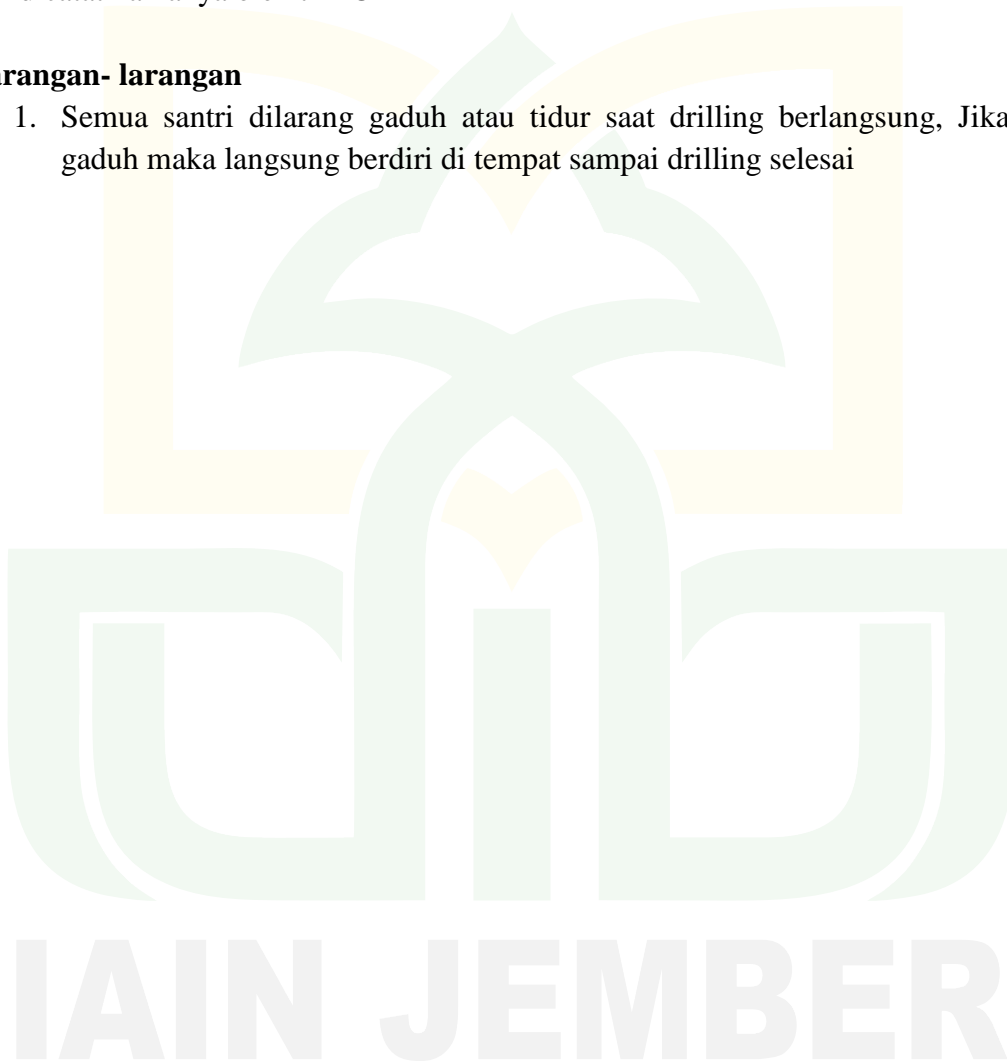 arangan- larangan
1. Semua santri dilarang gaduh atau tidur saat drilling berlangsung, Jika
gaduh maka langsung berdiri di tempat sampai drilling selesai
IAIN JEMBER